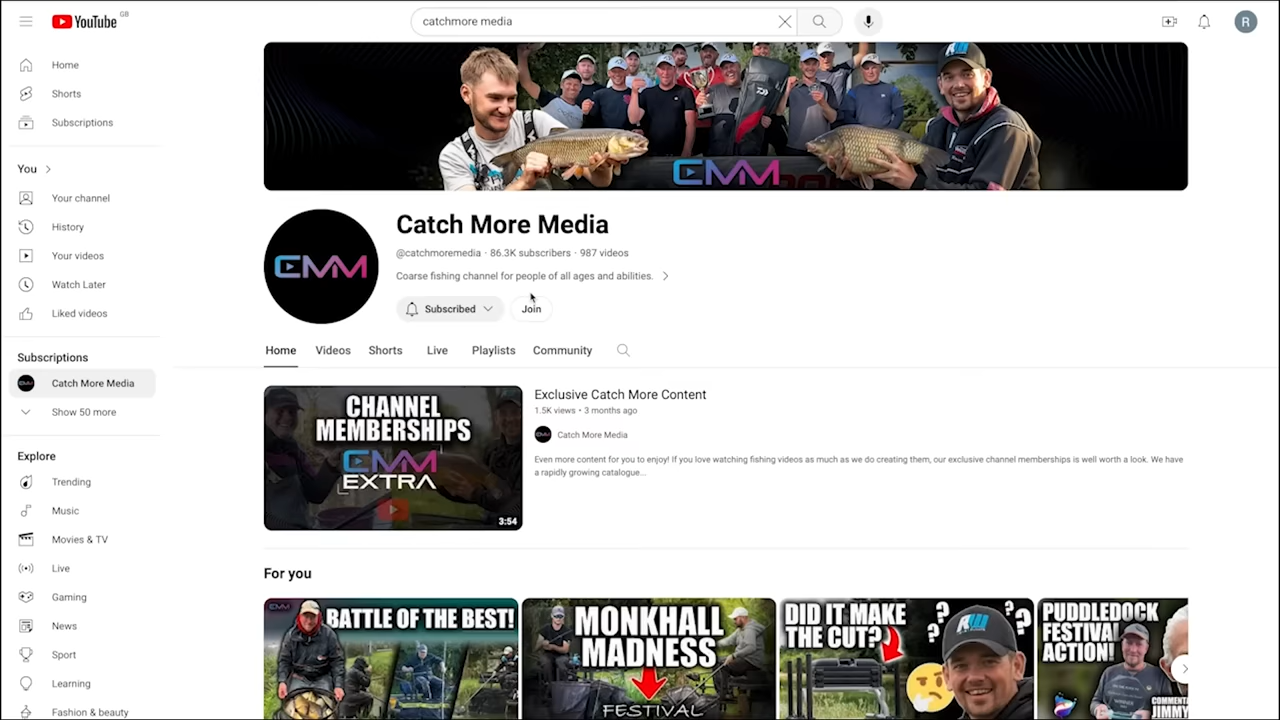 YouTube GB
catchmore media
R
Home
Shorts
Subscriptions
You
Your channel
History
Your videos
Watch Later
Liked videos
Subscriptions
Catch More Media
Show 50 more
Explore
Trending
Music
Movies & TV
Live
Gaming
News
Sport
Learning
Fashion & beauty
CMM
CMM
Catch More Media
@catchmoremedia · 86.3K subscribers · 987 videos
Coarse fishing channel for people of all ages and abilities.
Subscribed
Join
Home
Videos
Shorts
Live
Playlists
Community
CHANNEL
MEMBERSHIPS
CMM
EXTRA
3:54
Exclusive Catch More Content
1.5K views • 3 months ago
Catch More Media
Even more content for you to enjoy! If you love watching fishing videos as much as we do creating them, our exclusive channel memberships is well worth a look. We have
a rapidly growing catalogue...
For you
CMM
BATTLE OF THE BEST!
MONKHALL
MADNESS
FESTIVAL
DID IT MAKE
THE CUT?
? ? ? ?
PUDDLEDOCK
FESTIVAL
ACTION!
COMMENT
JIMMY